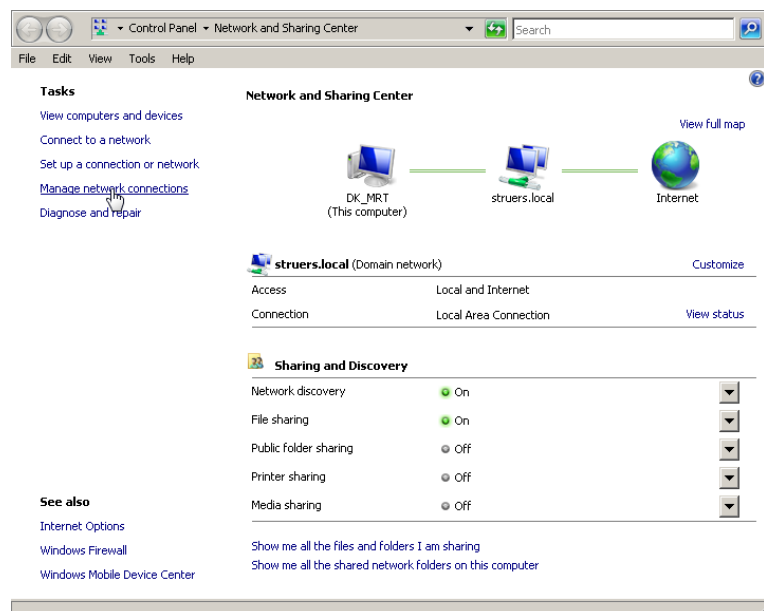 Control Panel Network and Sharing Center Search
File Edit View Tools Help
Tasks
View computers and devices
Connect to a network
Set up a connection or network
Manage network connections
Diagnose and repair
Network and Sharing Center
View full map
DK_MRT
(This computer)
struers.local
Internet
struers.local (Domain network) Customize
Access Local and Internet
Connection Local Area Connection View status
Sharing and Discovery
Network discovery On
File sharing On
Public folder sharing Off
Printer sharing Off
Media sharing Off
Show me all the files and folders I am sharing
Show me all the shared network folders on this computer
See also
Internet Options
Windows Firewall
Windows Mobile Device Center